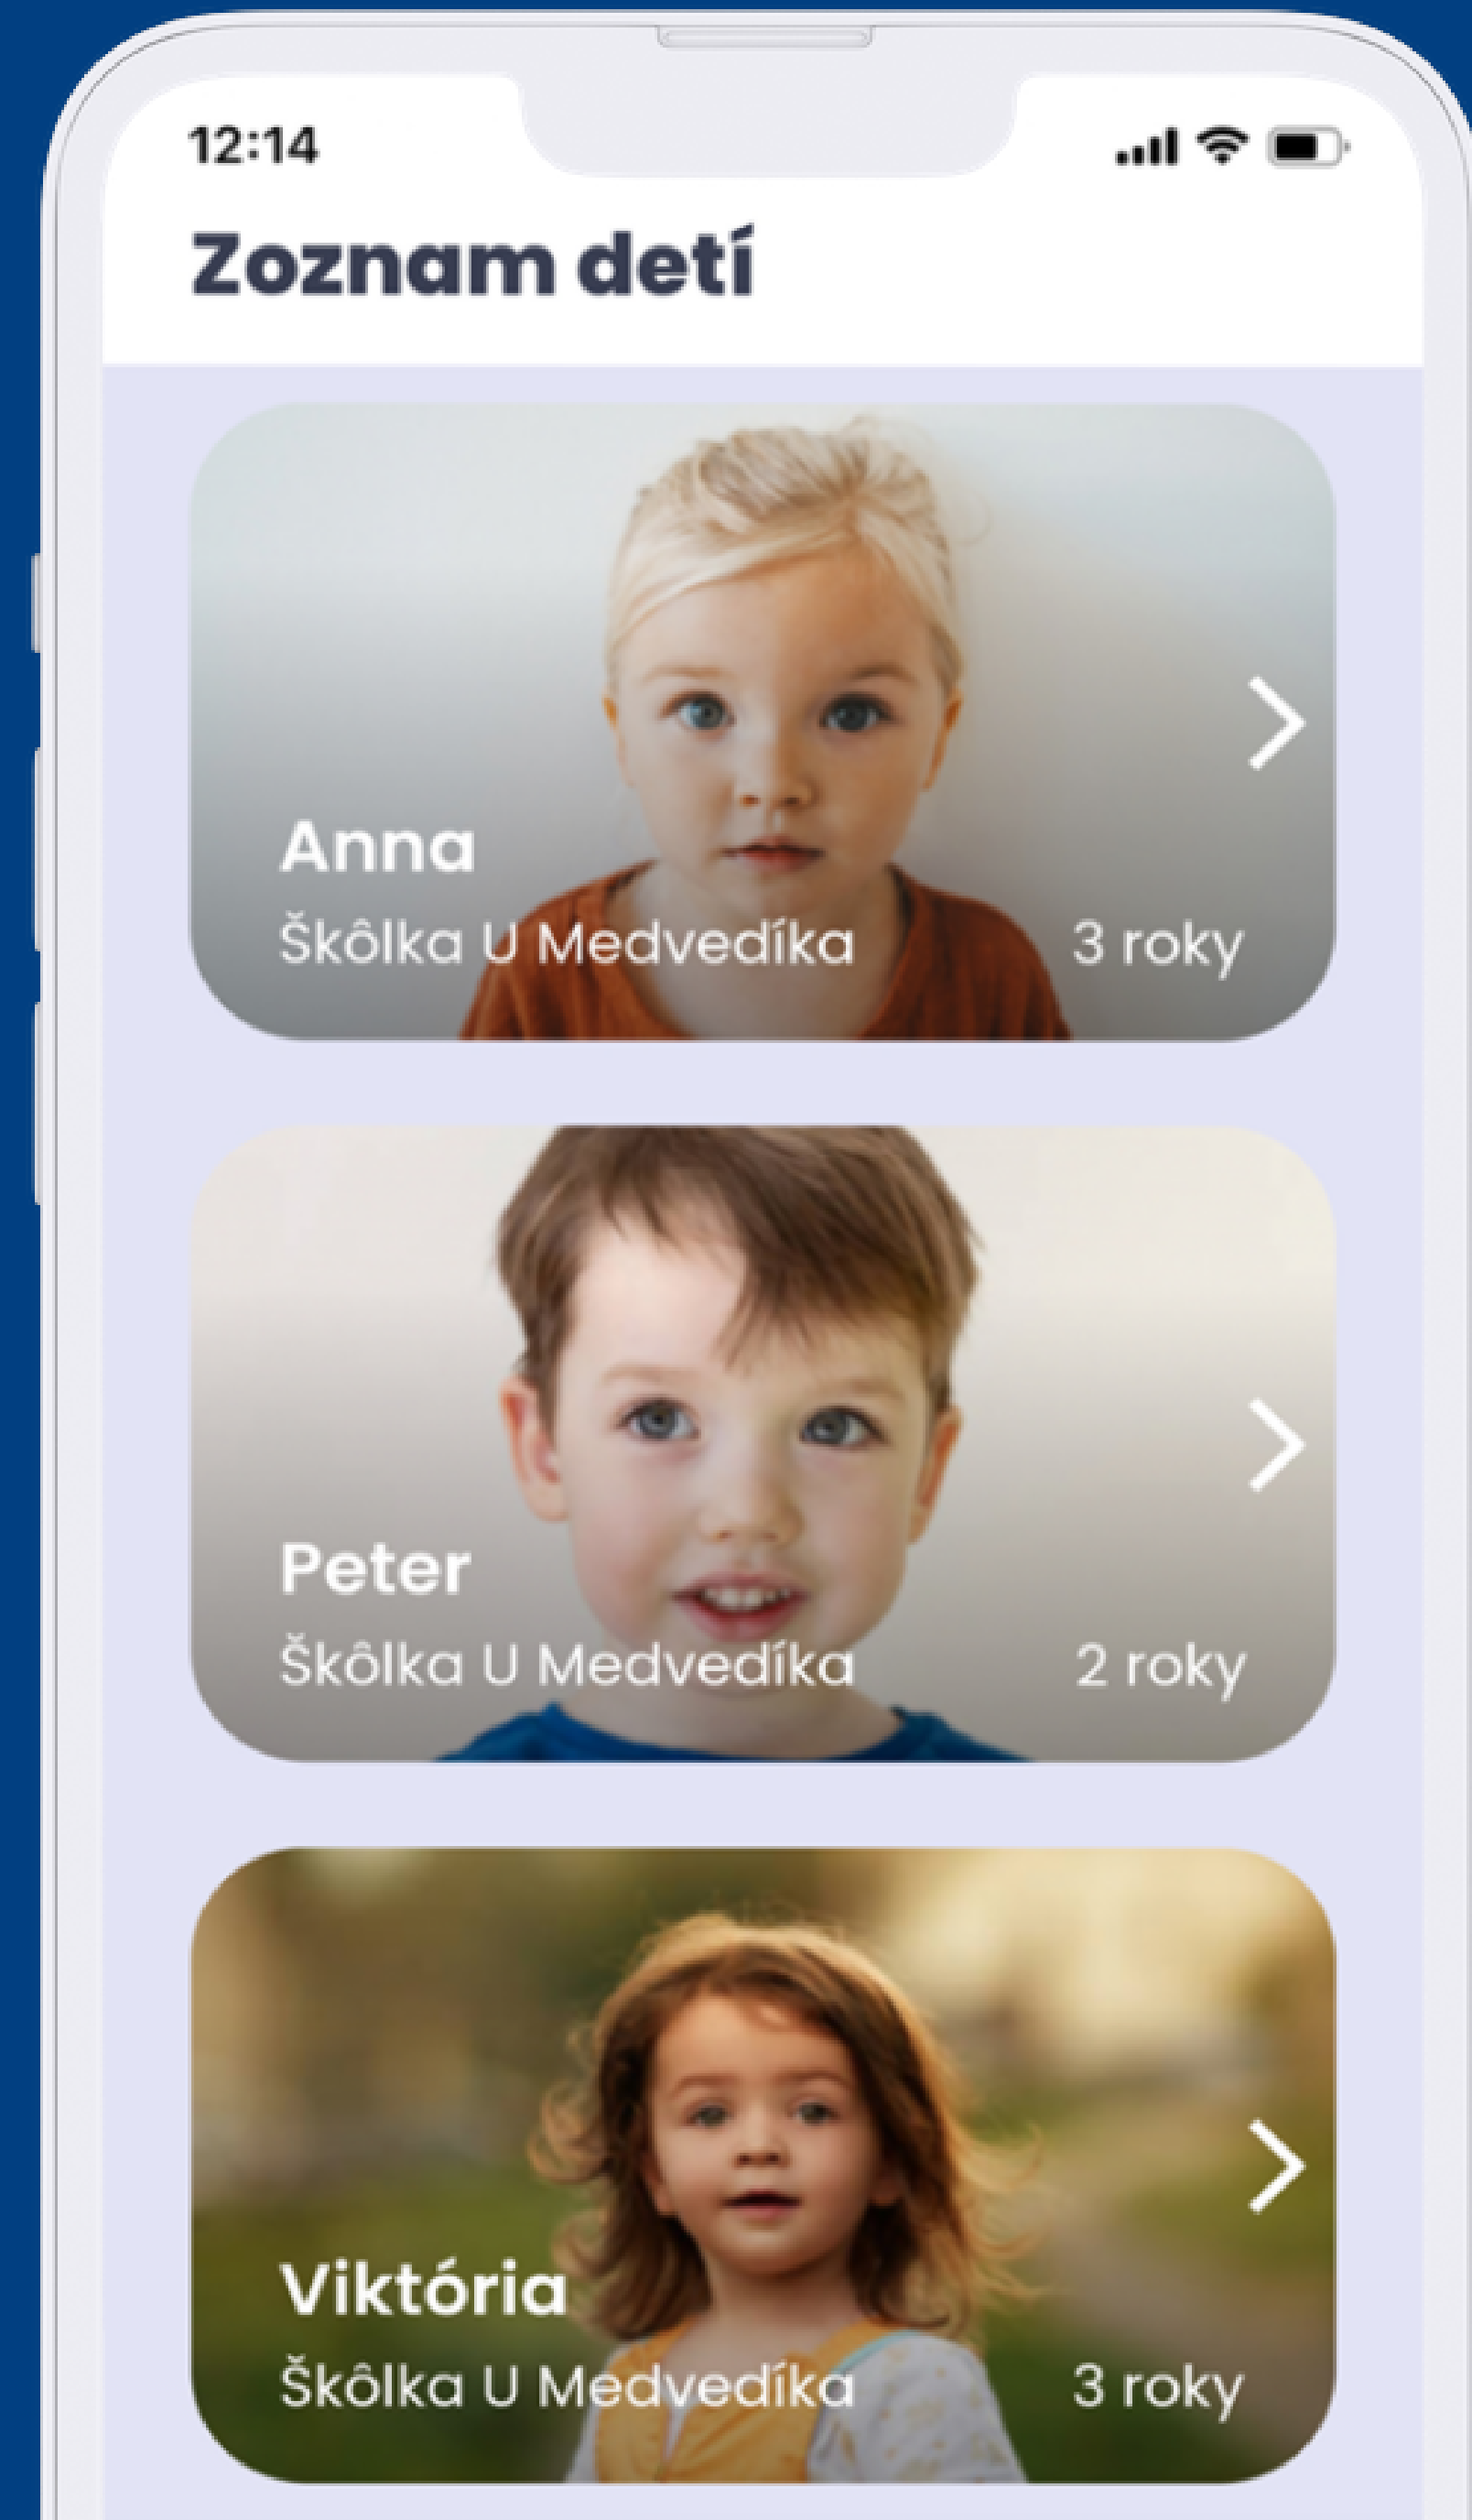 12:14
Zoznam detí
Anna
Škôlka U Medvedíka 3 roky
Peter
Škôlka U Medvedíka 2 roky
Viktória
Škôlka U Medvedíka 3 roky